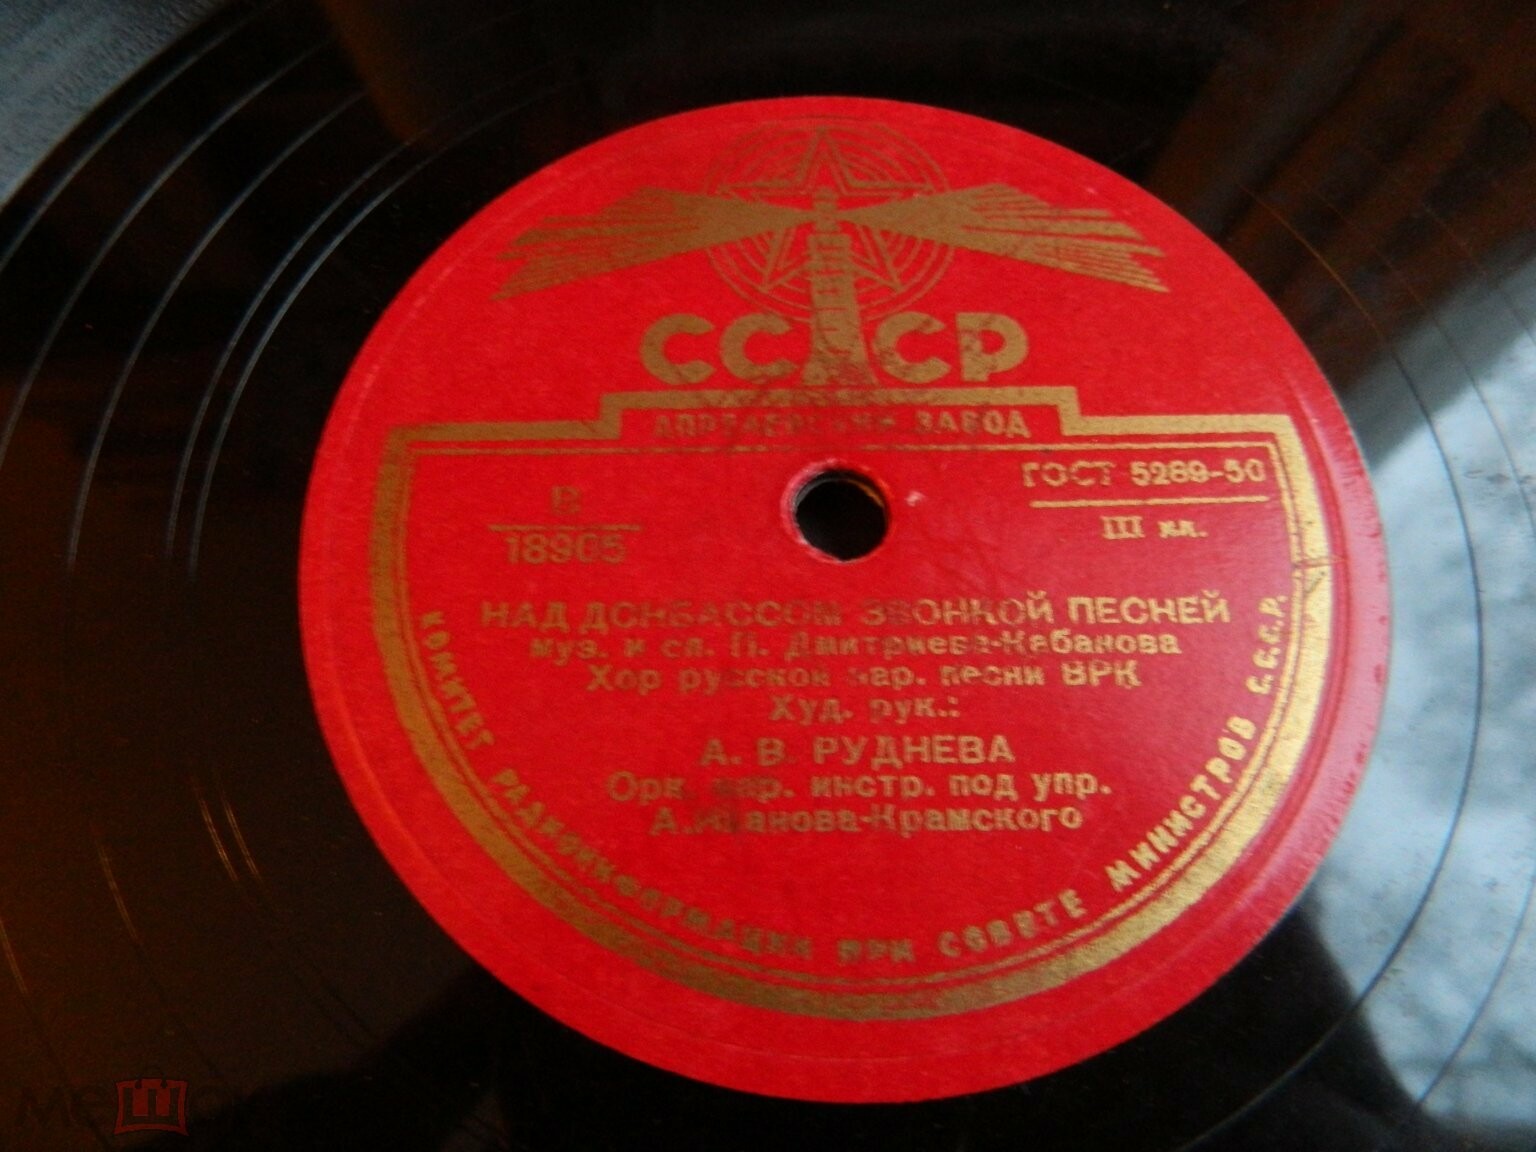 СССР
АПРЕЛЕВСКИЙ ЗАВОД
ГОСТ 5289-50
III кл.
В
18905
НАД ДОНБАССОМ ЗВОНКОЙ ПЕСНЕЙ
муз. и сл. П. Дмитриева-Кабанова
Хор русской нар. песни ВРК
Худ. рук.:
А. В. РУДНЕВА
Орк. нар. инстр. под упр.
А.Иванова-Крамского
КОМИТЕТ РАДИОИНФОРМАЦИИ ПРИ СОВЕТЕ МИНИСТРОВ С.С.С.Р.
мешок